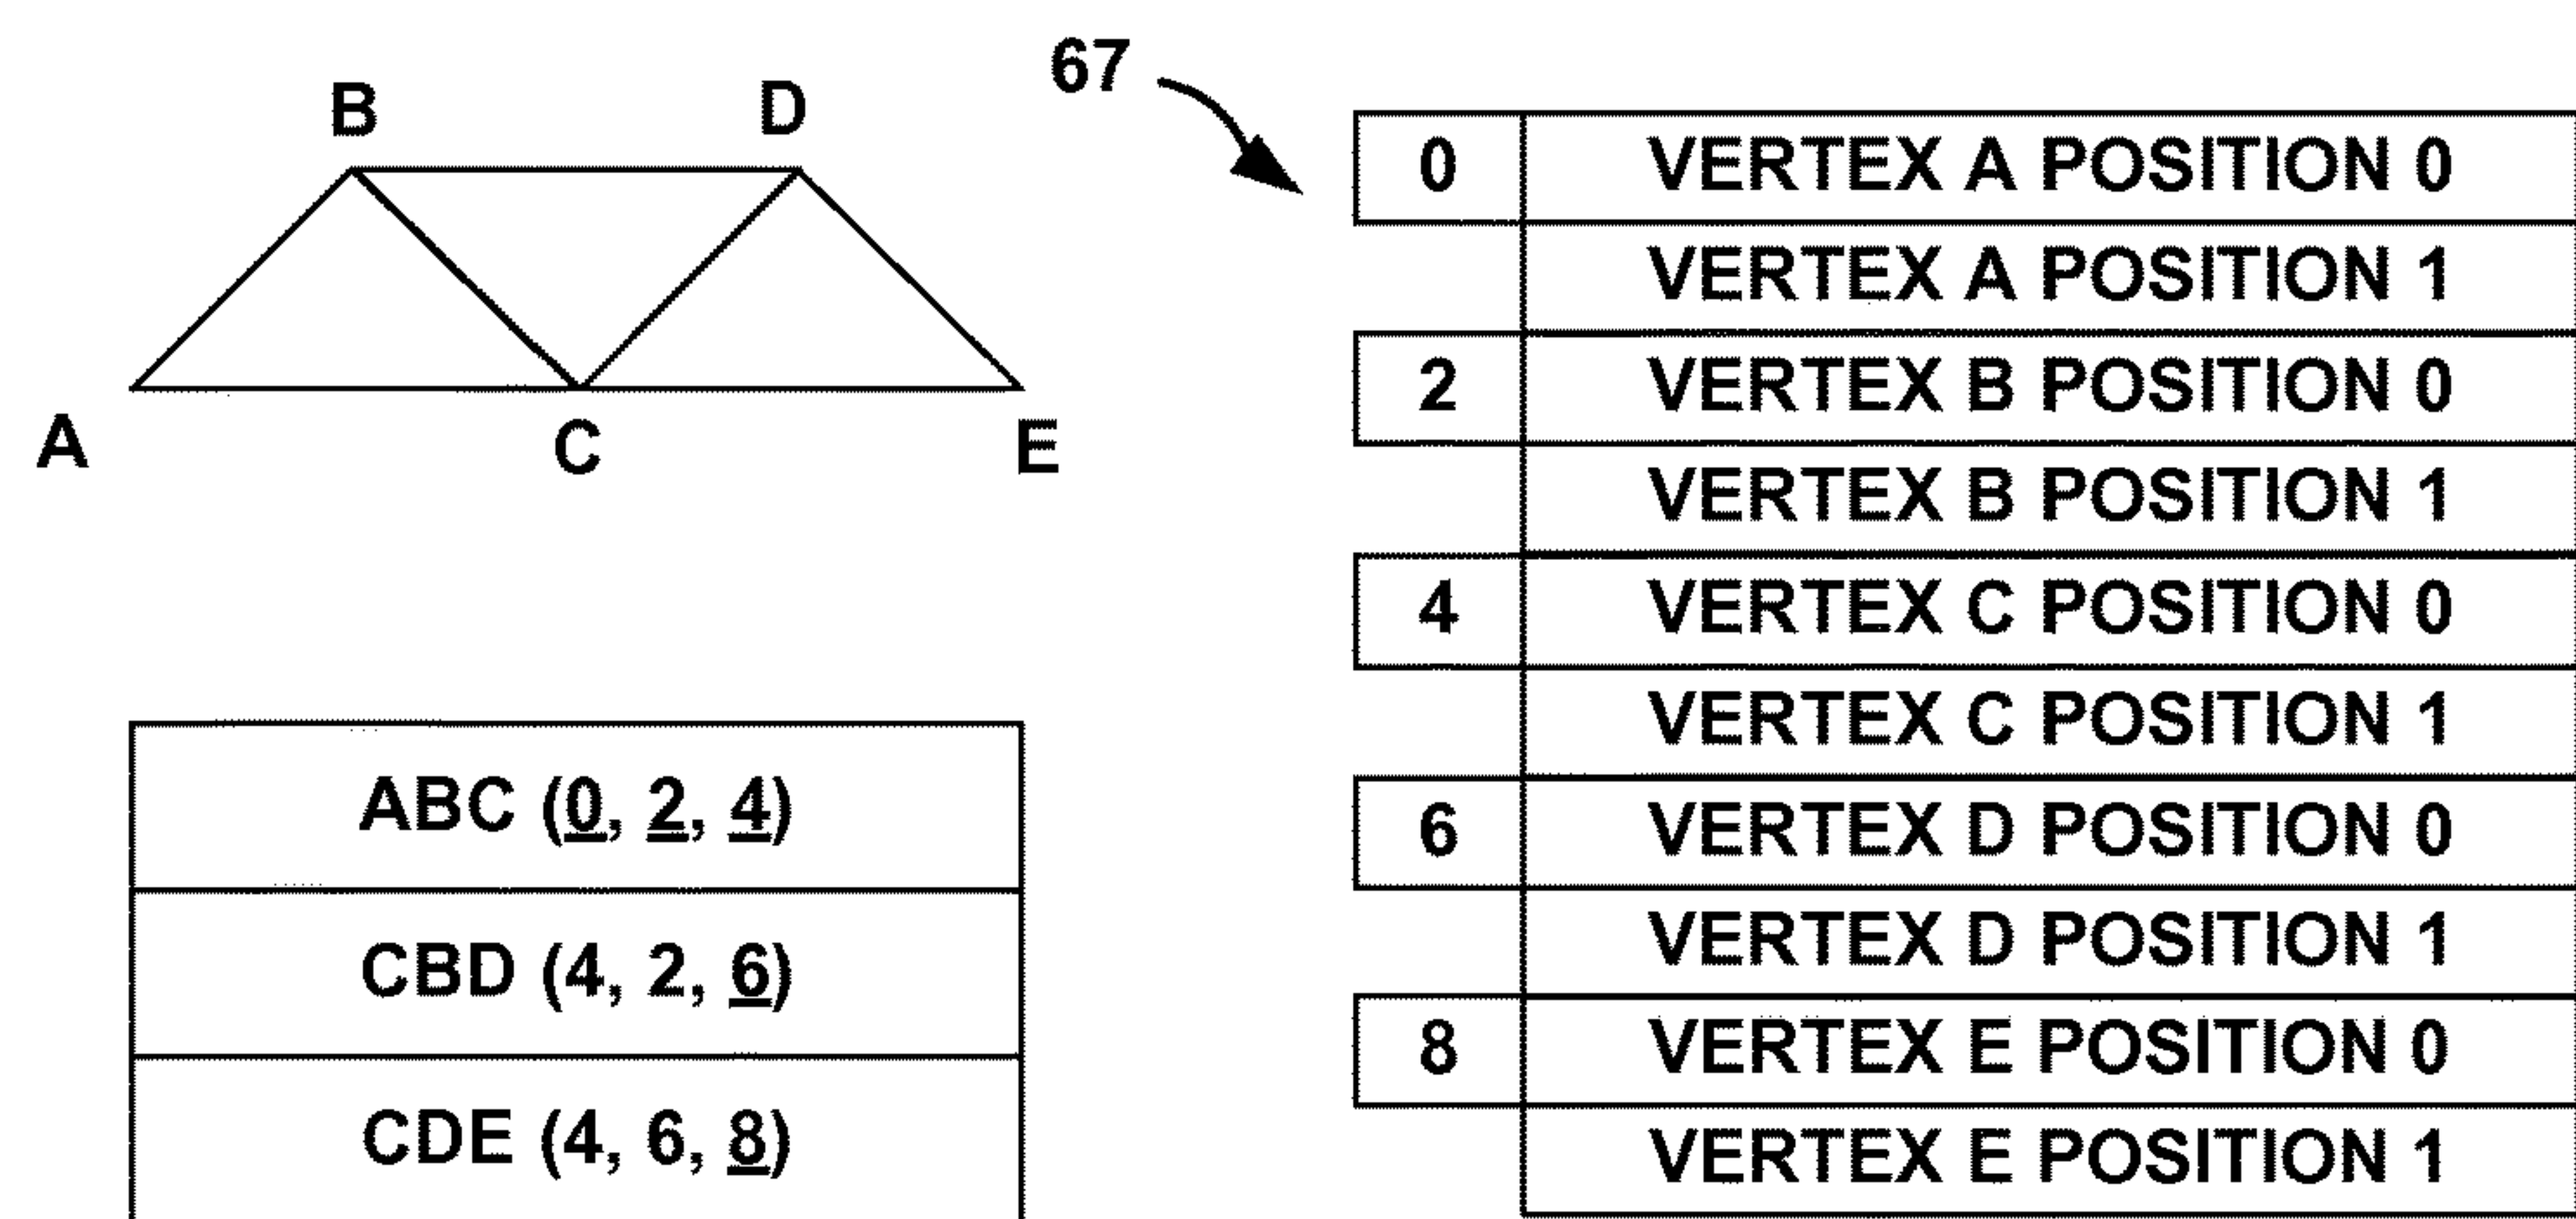 B
D
A
C
E
ABC (0, 2, 4)
CBD (4, 2, 6)
CDE (4, 6, 8)
67
0 VERTEX A POSITION 0
VERTEX A POSITION 1
2 VERTEX B POSITION 0
VERTEX B POSITION 1
4 VERTEX C POSITION 0
VERTEX C POSITION 1
6 VERTEX D POSITION 0
VERTEX D POSITION 1
8 VERTEX E POSITION 0
VERTEX E POSITION 1